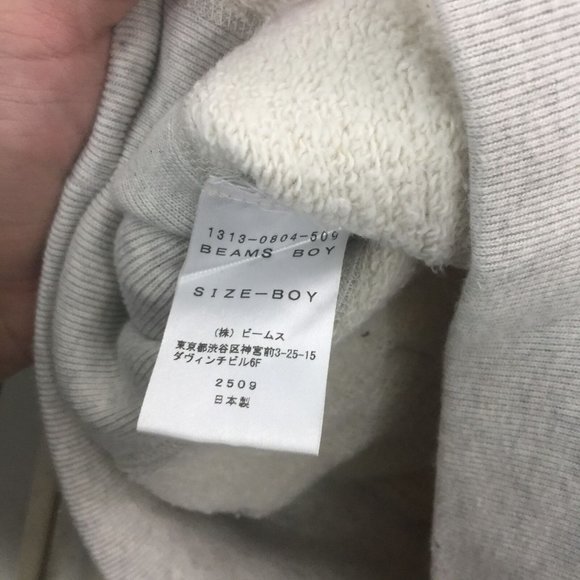 1313-0804-509
BEAMS BOY
SIZE-BOY
(株) ビームス
東京都渋谷区神宮前3-25-15
ダヴィンチビル6F
2509
日本製